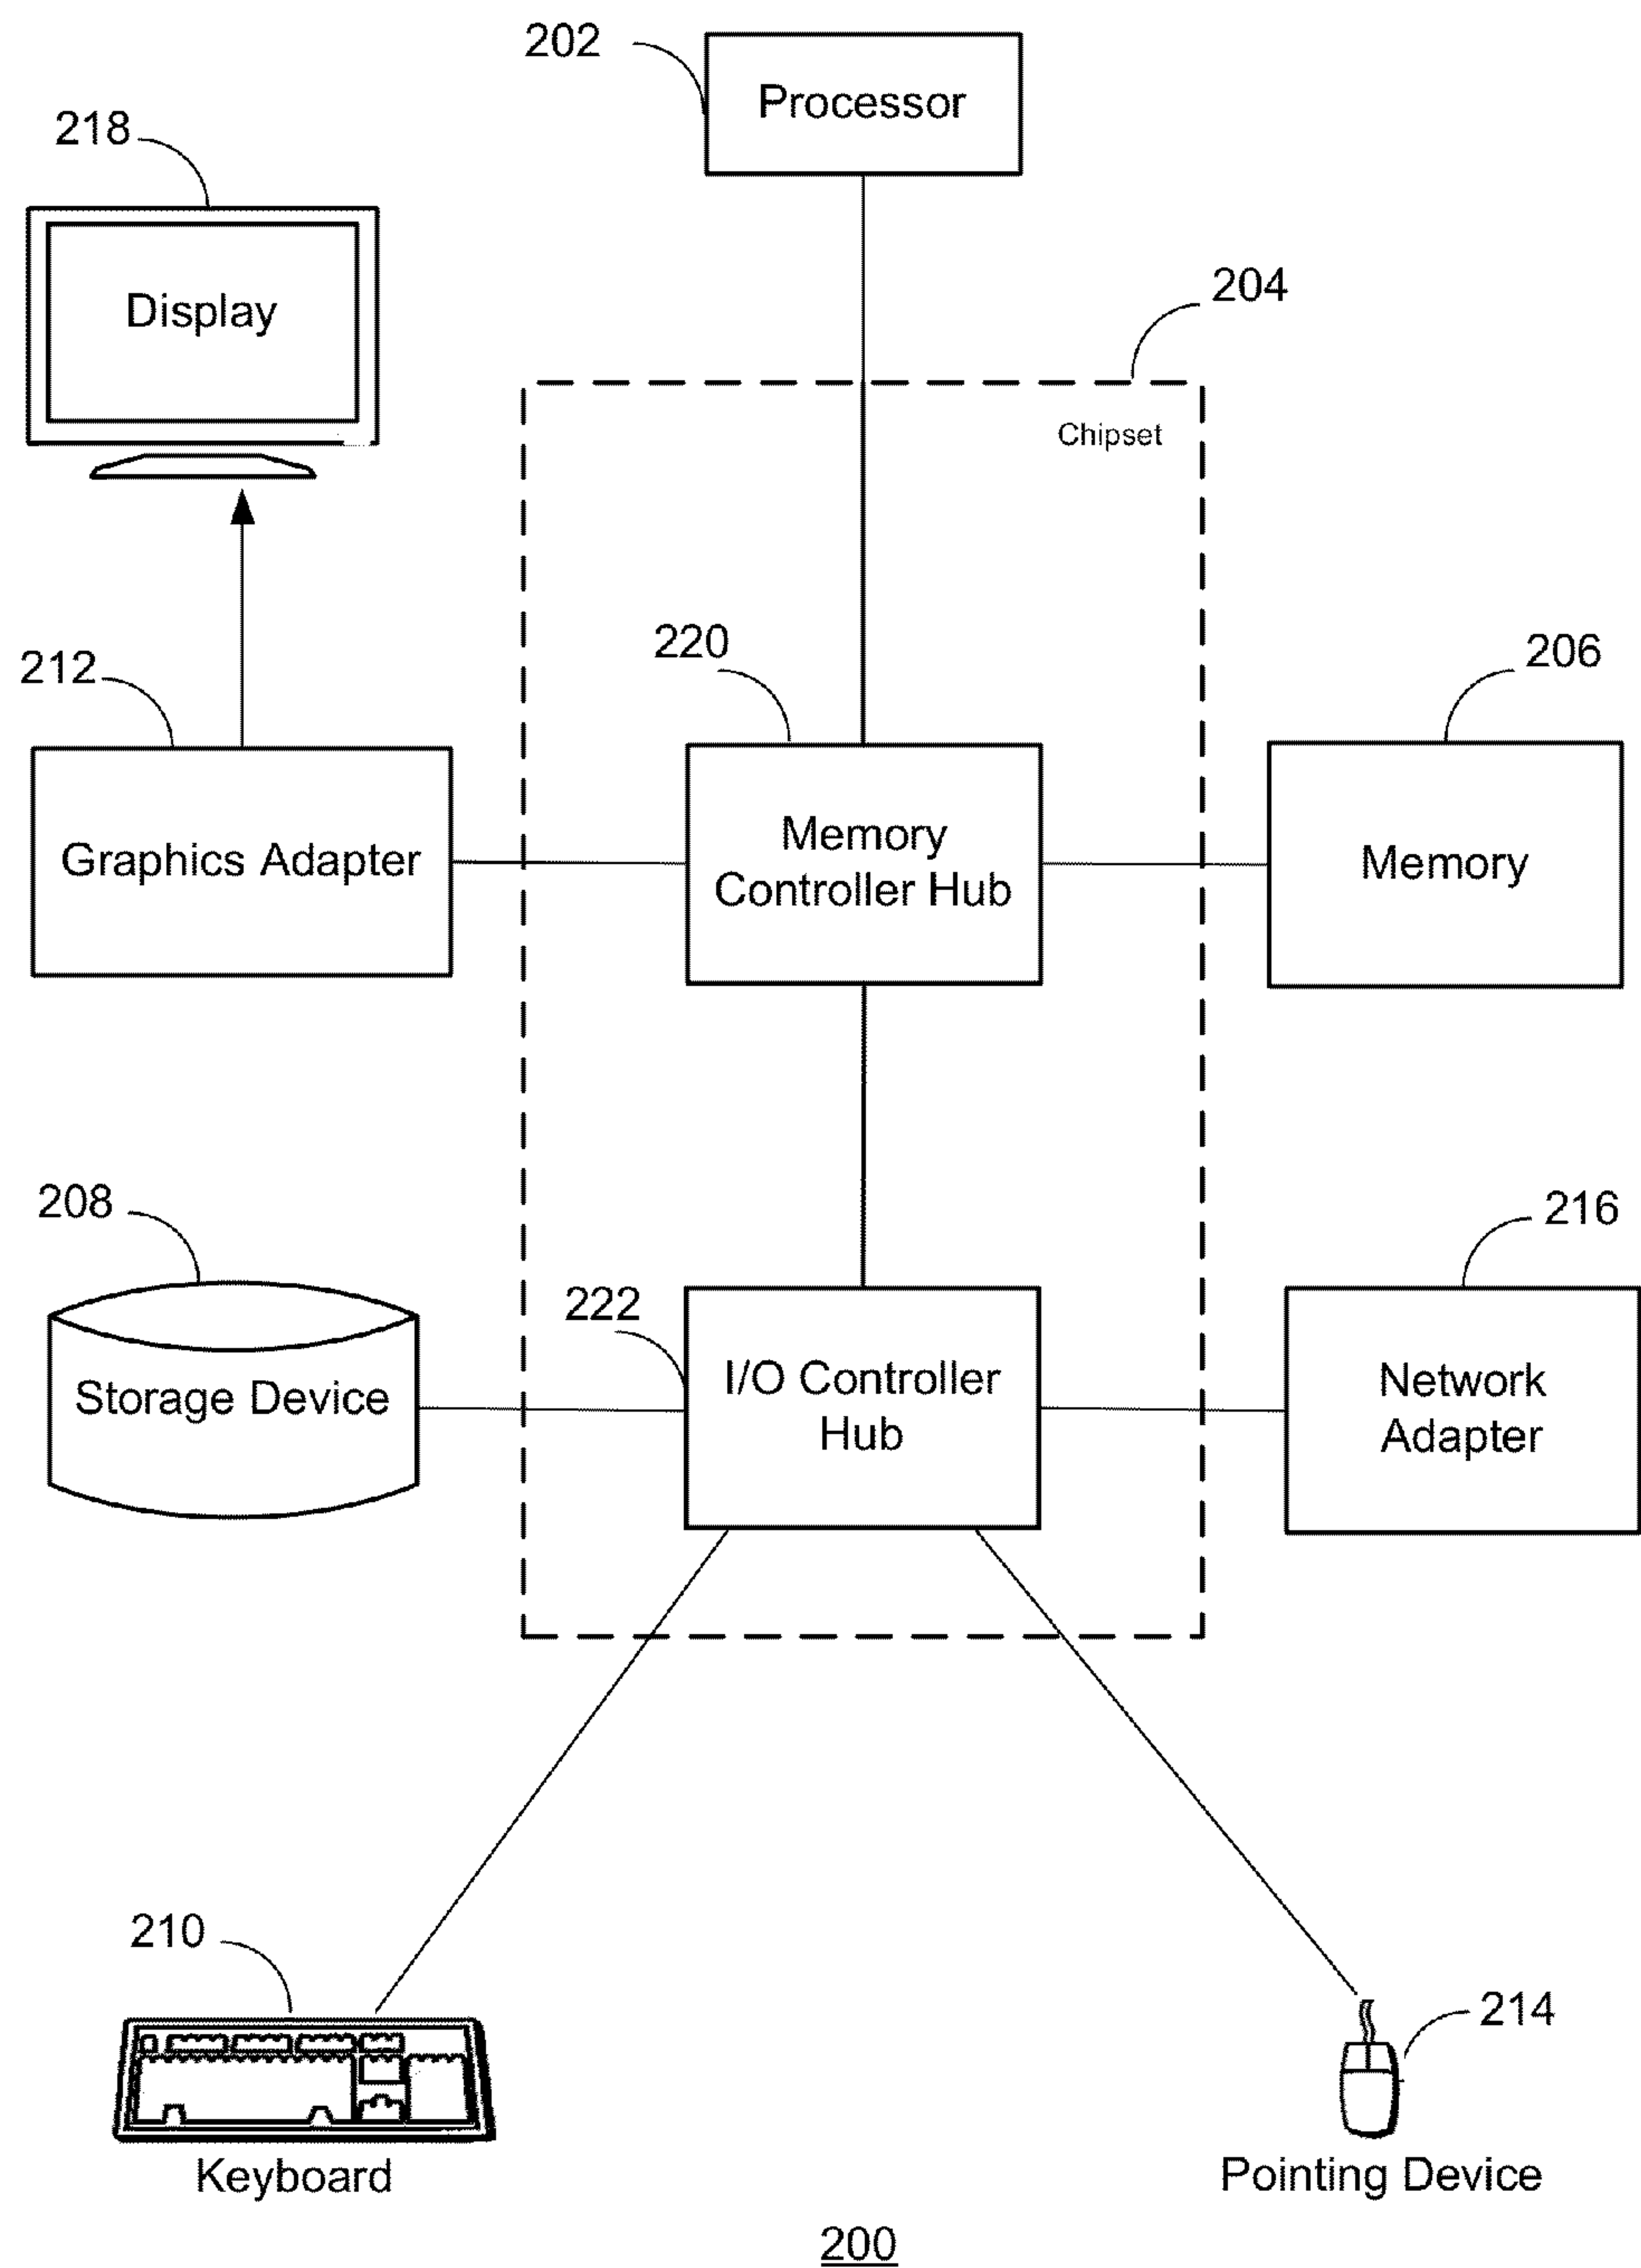 202
Processor
218
Display
204
Chipset
220
206
212
Memory
Controller Hub
Graphics Adapter
Memory
208
216
222
I/O Controller
Hub
Storage Device
Network
Adapter
210
214
Keyboard
Pointing Device
200